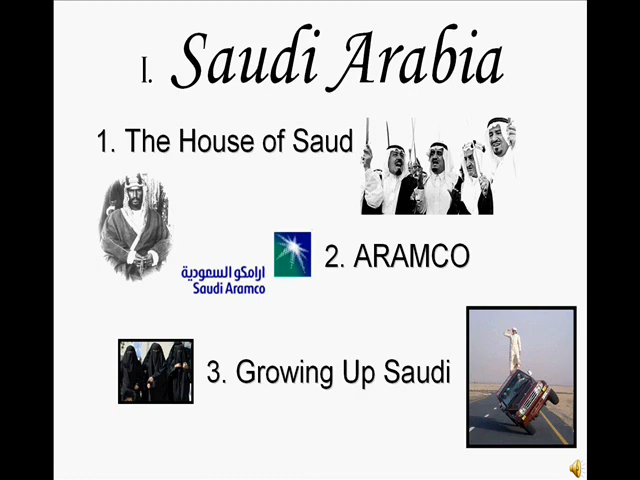 I. Saudi Arabia
1. The House of Saud
ارامكو السعودية
Saudi Aramco
2. ARAMCO
3. Growing Up Saudi